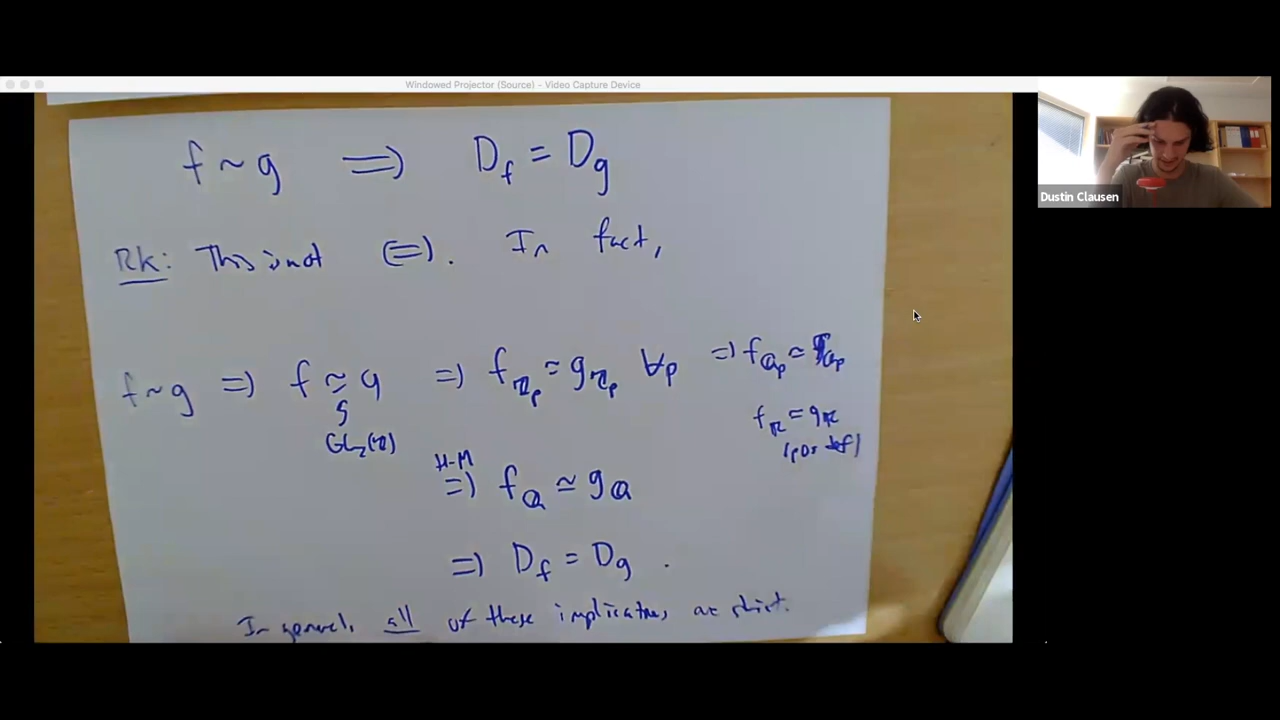 Windowed Projector (Source) - Video Capture Device
Dustin Clausen
f ~ g ⟹ D_f = D_g
Rk: This is not ⟺. In fact,
f ~ g ⟹ f ≃ g ⟹ f_{ℤ_p} ≃ g_{ℤ_p} ∀p ⟹ f_{ℚ_p} ≃ g_{ℚ_p}
GL_2(ℤ)
f_ℝ ≃ g_ℝ
(pos def)
H-M
⟹ f_ℚ ≃ g_ℚ
⟹ D_f = D_g .
In general, all of these implications are strict.